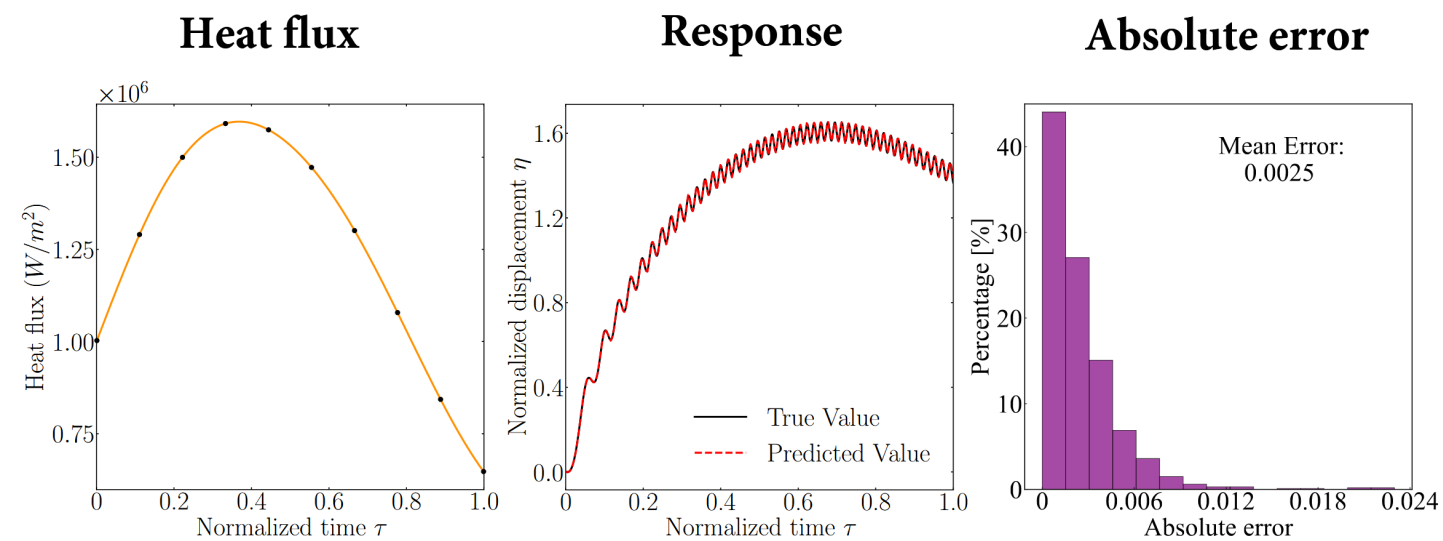 Heat flux
×10⁶
Heat flux (W/m²)
1.50
1.25
1.00
0.75
0
0.2
0.4
0.6
0.8
1.0
Normalized time τ
Response
Normalized displacement η
1.6
1.2
0.8
0.4
0.0
True Value
Predicted Value
0
0.2
0.4
0.6
0.8
1.0
Normalized time τ
Absolute error
Mean Error:
0.0025
Percentage [%]
40
30
20
10
0
0
0.006
0.012
0.018
0.024
Absolute error